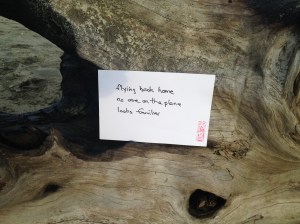 flying back home
no one on the plane
looks familiar